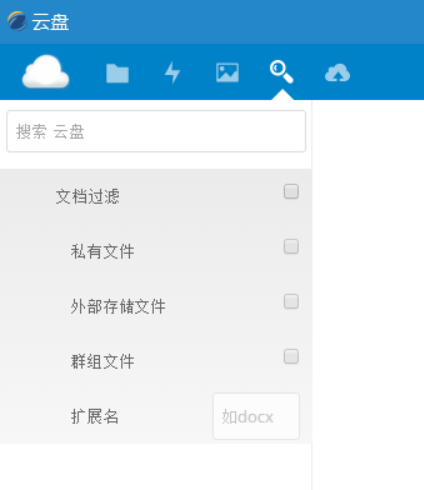 云盘
搜索 云盘
文档过滤
私有文件
外部存储文件
群组文件
扩展名
如docx